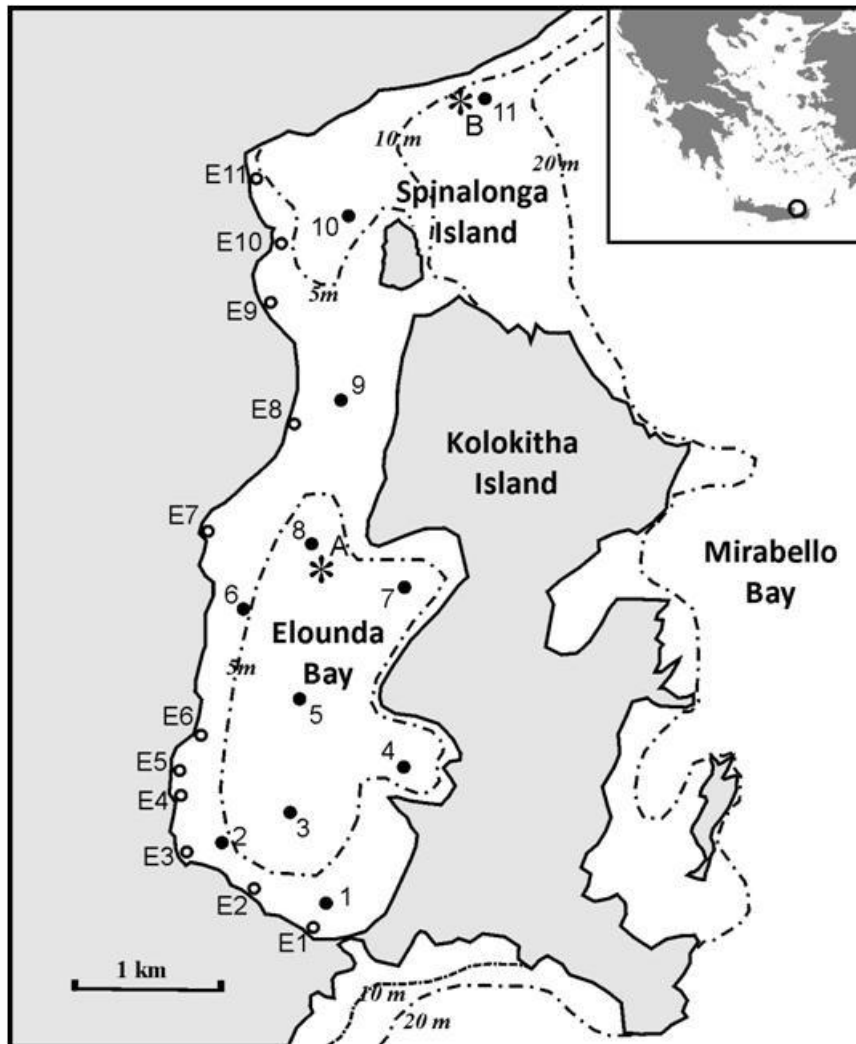 10 m
B
11
20 m
E11
Spinalonga
Island
10
E10
5m
E9
9
E8
Kolokitha
Island
E7
8
A
Mirabello
Bay
6
7
Elounda
Bay
5m
5
E6
4
E5
E4
3
2
E3
E2
1
E1
1 km
10 m
20 m